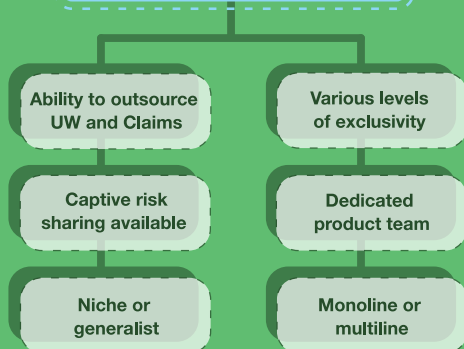 Ability to outsource
UW and Claims
Captive risk
sharing available
Niche or
generalist
Various levels
of exclusivity
Dedicated
product team
Monoline or
multiline